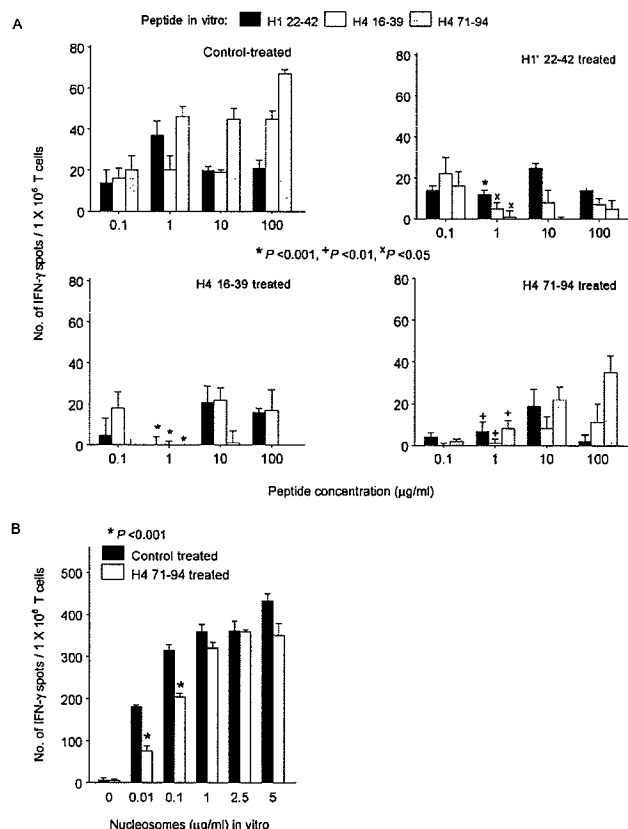 A
Peptide in vitro: H1 22-42 H4 16-39 H4 71-94
Control-treated
H1' 22-42 treated
80
60
40
20
0
0.1 1 10 100
80
60
40
20
0
* x x
0.1 1 10 100
No. of IFN-γ spots / 1 X 10⁶ T cells
* P <0.001, +P <0.01, xP <0.05
H4 16-39 treated
H4 71-94 treated
80
60
40
20
0
* * *
0.1 1 10 100
80
60
40
20
0
+ + +
0.1 1 10 100
Peptide concentration (μg/ml)
B
* P <0.001
Control treated
H4 71-94 treated
No. of IFN-γ spots / 1 X 10⁶ T cells
500
400
300
200
100
0
* *
0 0.01 0.1 1 2.5 5
Nucleosomes (μg/ml) in vitro